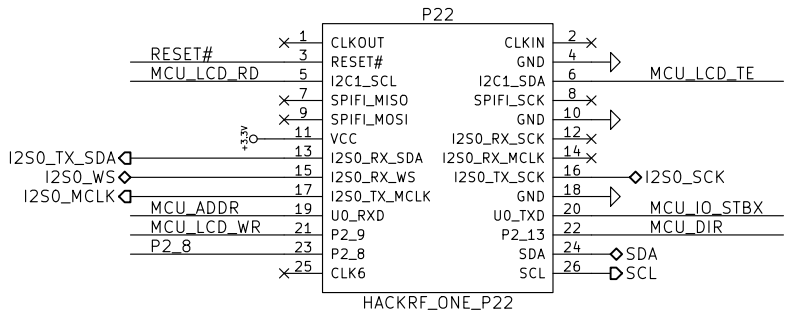 P22
1 CLKOUT CLKIN 2
RESET# 3 RESET# GND 4
MCU_LCD_RD 5 I2C1_SCL I2C1_SDA 6 MCU_LCD_TE
7 SPIFI_MISO SPIFI_SCK 8
9 SPIFI_MOSI GND 10
+3.3V 11 VCC I2S0_RX_SCK 12
I2S0_TX_SDA 13 I2S0_RX_SDA I2S0_RX_MCLK 14
I2S0_WS 15 I2S0_RX_WS I2S0_TX_SCK 16 I2S0_SCK
I2S0_MCLK 17 I2S0_TX_MCLK GND 18
MCU_ADDR 19 U0_RXD U0_TXD 20 MCU_IO_STBX
MCU_LCD_WR 21 P2_9 P2_13 22 MCU_DIR
P2_8 23 P2_8 SDA 24 SDA
25 CLK6 SCL 26 SCL
HACKRF_ONE_P22